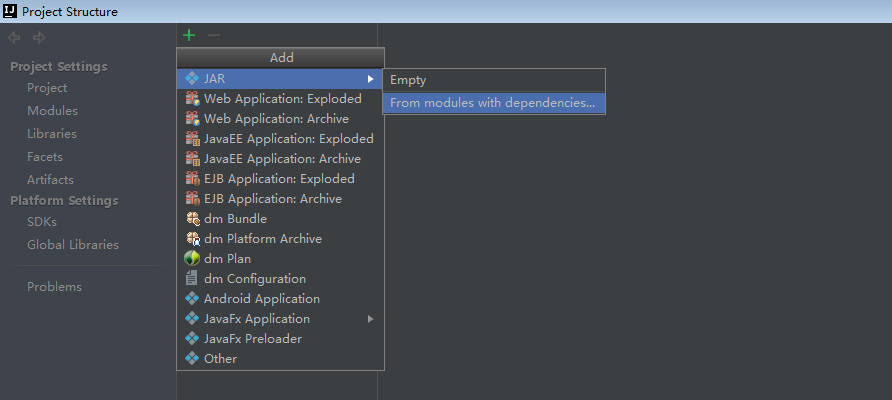 IJ Project Structure
Project Settings
Project
Modules
Libraries
Facets
Artifacts
Platform Settings
SDKs
Global Libraries
Problems
Add
JAR
Web Application: Exploded
Web Application: Archive
JavaEE Application: Exploded
JavaEE Application: Archive
EJB Application: Exploded
EJB Application: Archive
dm Bundle
dm Platform Archive
dm Plan
dm Configuration
Android Application
JavaFx Application
JavaFx Preloader
Other
Empty
From modules with dependencies...